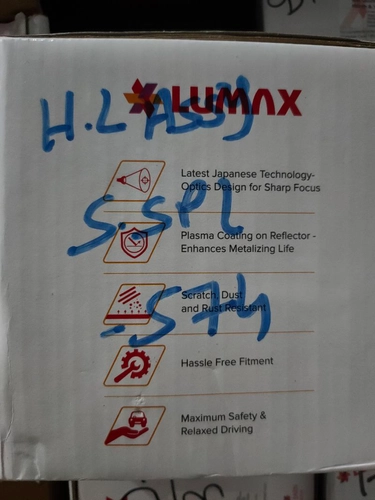 LUMAX
H.L ASSY
Latest Japanese Technology-
Optics Design for Sharp Focus
S.SPL
Plasma Coating on Reflector -
Enhances Metalizing Life
Scratch, Dust
and Rust Resistant
Hassle Free Fitment
Maximum Safety &
Relaxed Driving